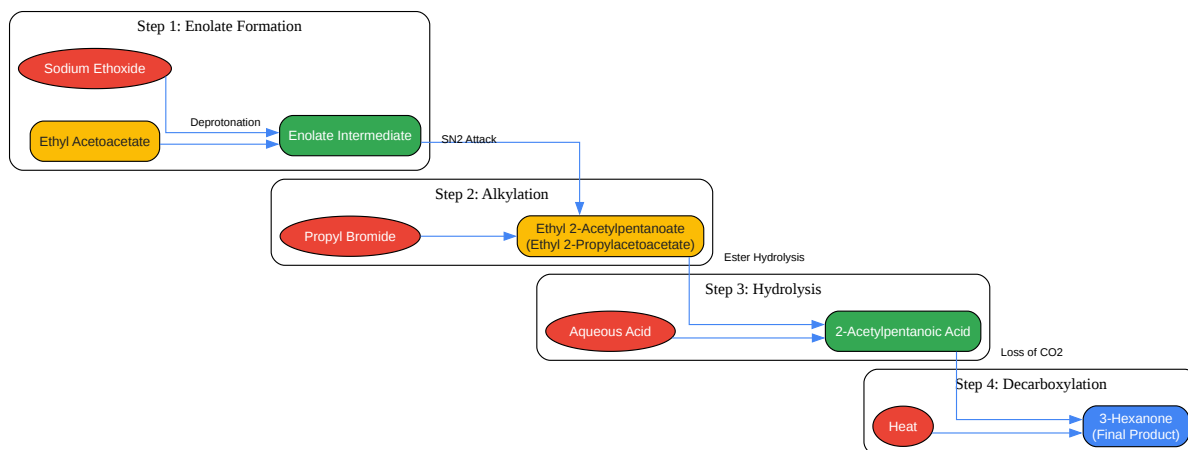 Step 1: Enolate Formation
Sodium Ethoxide
Deprotonation
Ethyl Acetoacetate
Enolate Intermediate
SN2 Attack
Step 2: Alkylation
Propyl Bromide
Ethyl 2-Acetylpentanoate
(Ethyl 2-Propylacetoacetate)
Ester Hydrolysis
Step 3: Hydrolysis
Aqueous Acid
2-Acetylpentanoic Acid
Loss of CO2
Step 4: Decarboxylation
Heat
3-Hexanone
(Final Product)